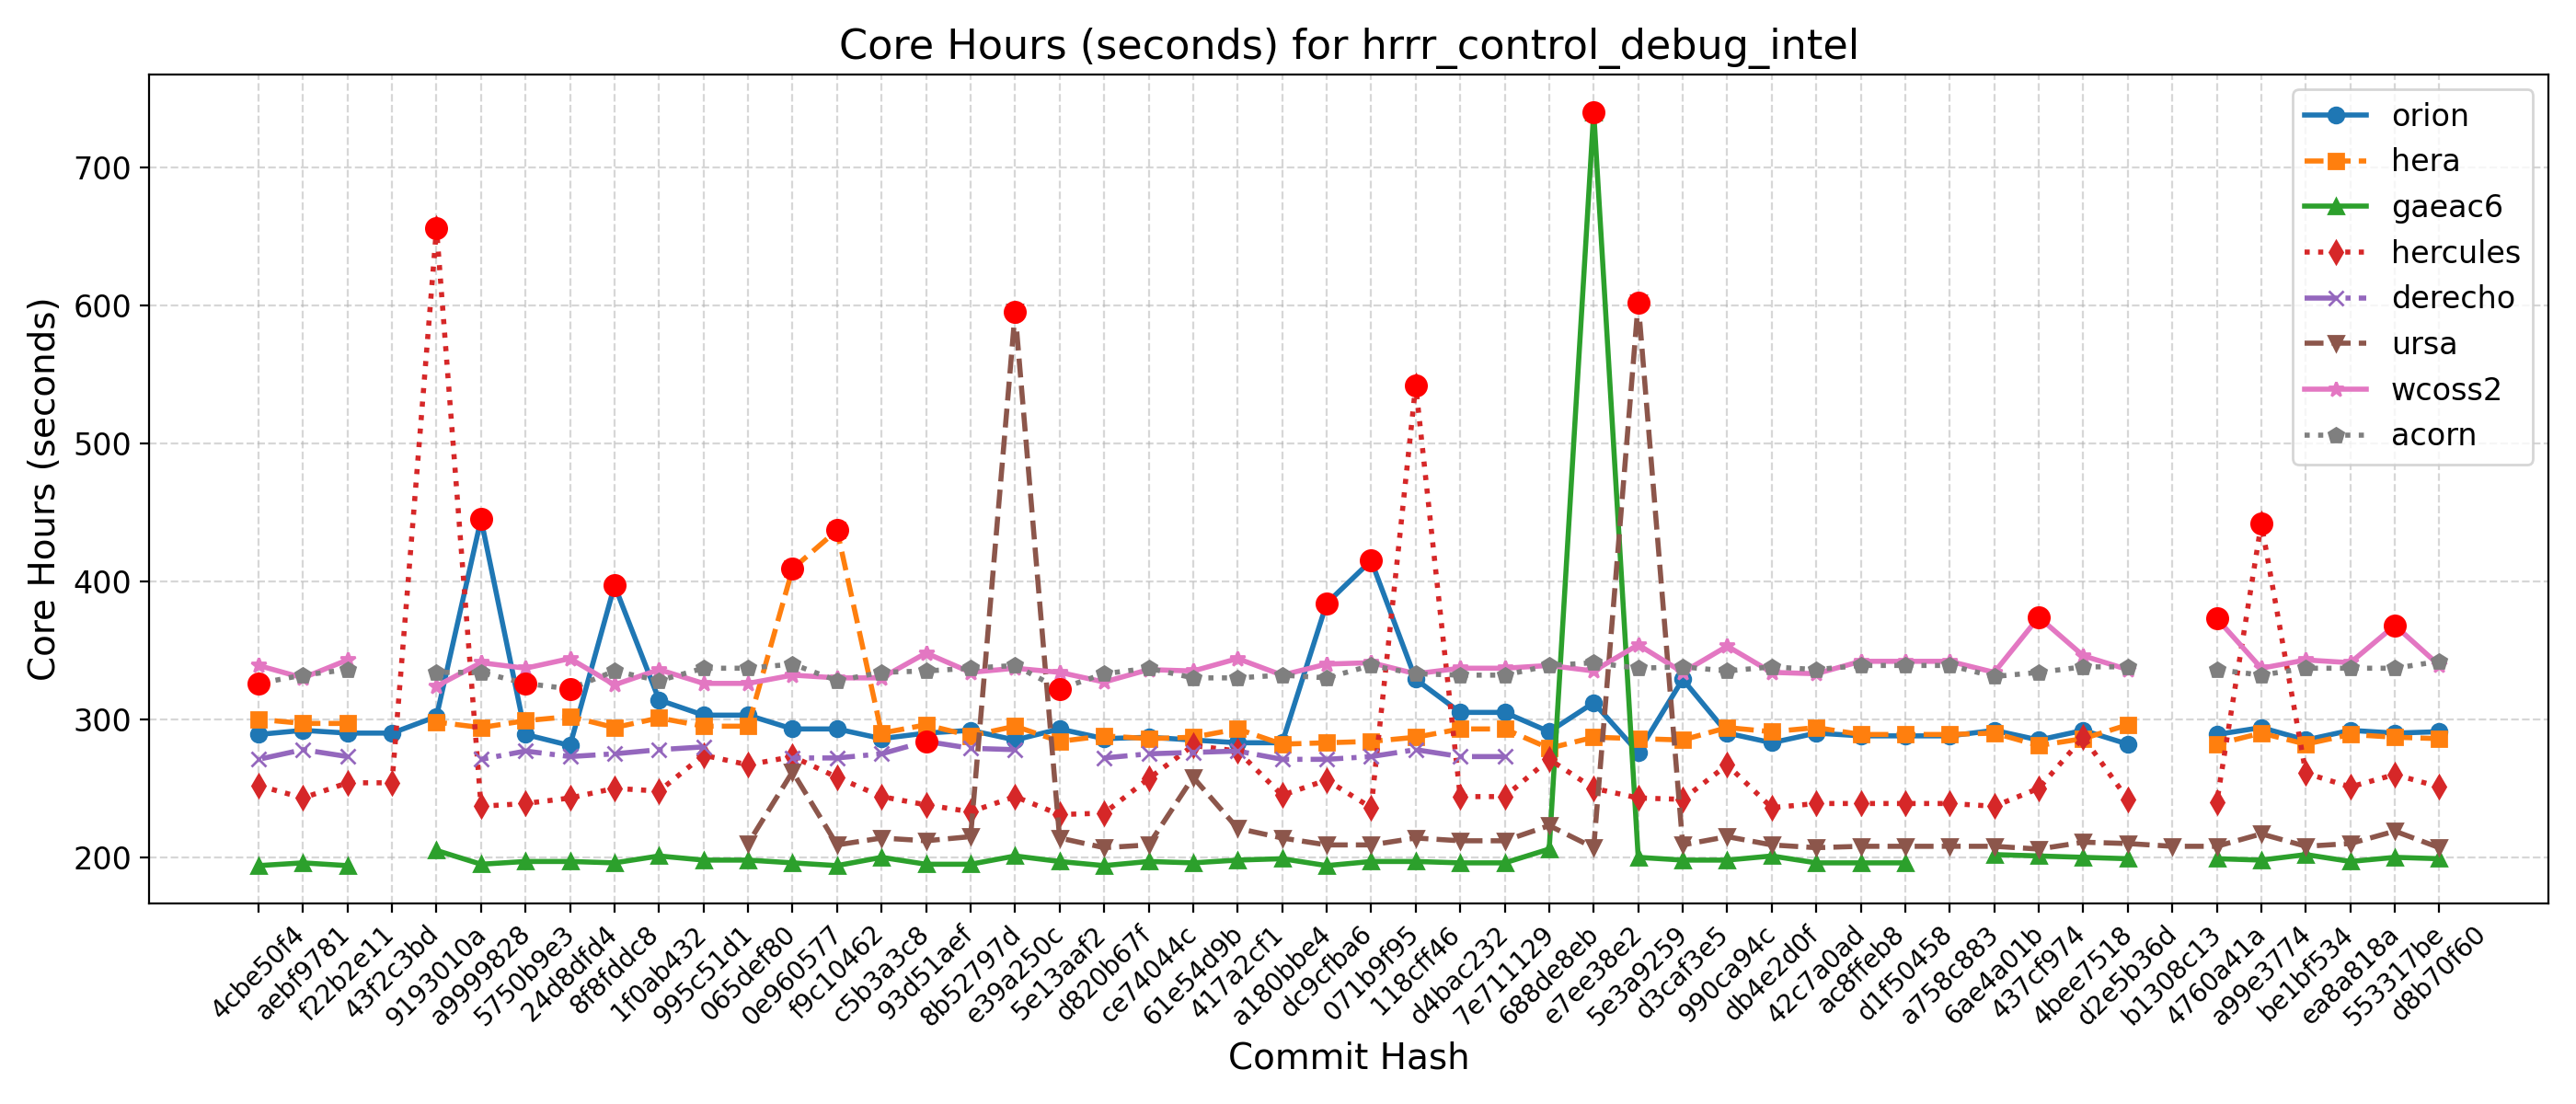 Core Hours (seconds) for hrrr_control_debug_intel
Core Hours (seconds)
700
600
500
400
300
200
orion
hera
gaeac6
hercules
derecho
ursa
wcoss2
acorn
4cbe50f4
aebf9781
f22b2e11
43f2c3bd
9193010a
a9999828
5750b9e3
24d8dfd4
8f8fddc8
1f0ab432
995c51d1
065def80
0e960577
f9c10462
c5b3a3c8
93d51aef
8b52797d
e39a250c
5e13aaf2
d820b67f
ce74044c
61e54d9b
417a2cf1
a180bbe4
dc9cfba6
071b9f95
118cff46
d4bac232
7e711129
688de8eb
e7ee38e2
5e3a9259
d3caf3e5
990ca94c
db4e2d0f
42c7a0ad
ac8ffeb8
d1f50458
a758c883
6ae4a01b
437cf974
4bee7518
d2e5b36d
b1308c13
4760a41a
a99e3774
be1bf534
ea8a818a
553317be
d8b70f60
Commit Hash